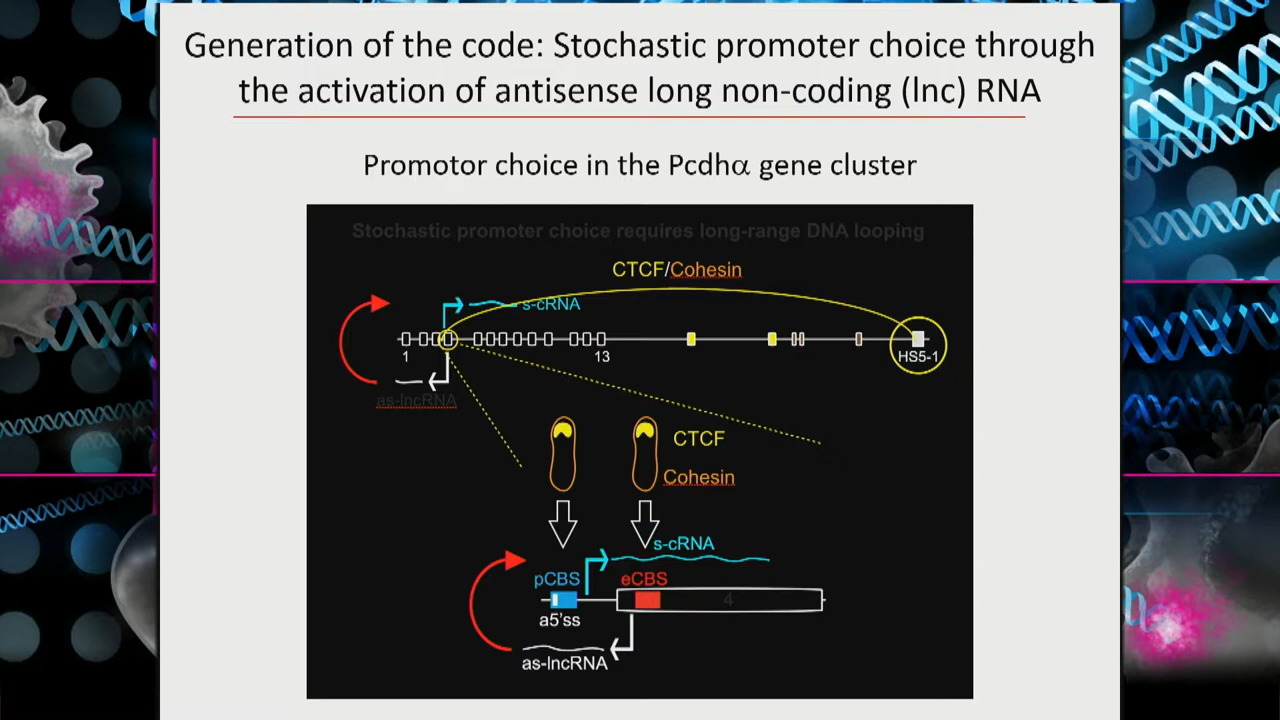 Generation of the code: Stochastic promoter choice through
the activation of antisense long non-coding (lnc) RNA
Promotor choice in the Pcdhα gene cluster
Stochastic promoter choice requires long-range DNA looping
CTCF/Cohesin
s-cRNA
1
13
HS5-1
as-lncRNA
CTCF
Cohesin
s-cRNA
pCBS
eCBS
4
a5'ss
as-lncRNA